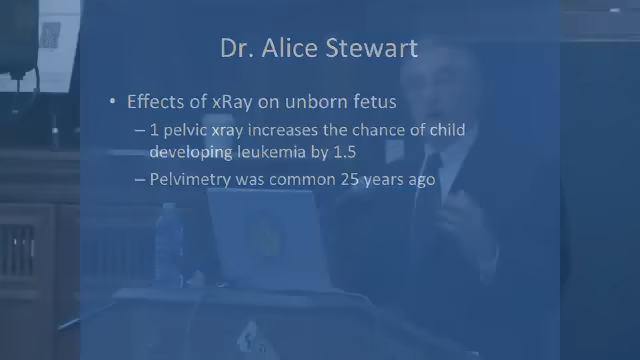 Dr. Alice Stewart
• Effects of xRay on unborn fetus
– 1 pelvic xray increases the chance of child
developing leukemia by 1.5
– Pelvimetry was common 25 years ago